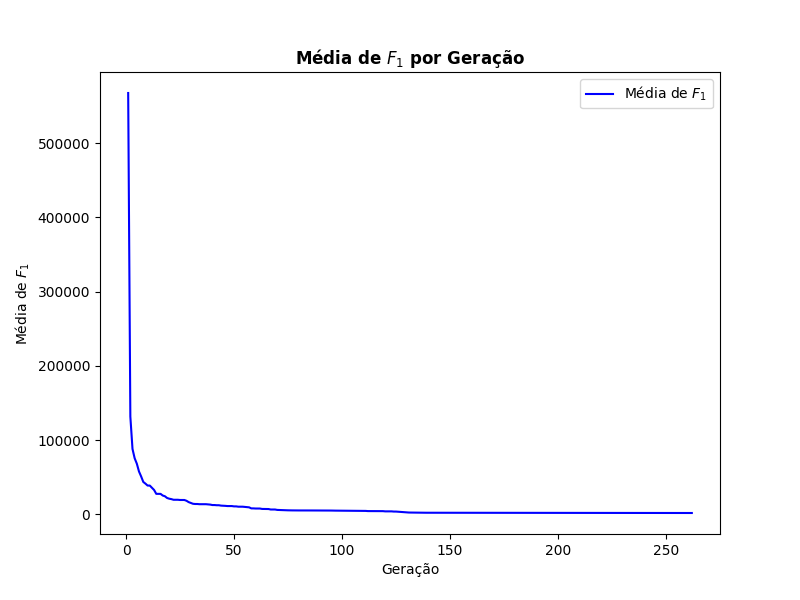 Média de F₁ por Geração
Média de F₁
500000
400000
300000
200000
100000
0
Média de F₁
0 50 100 150 200 250
Geração